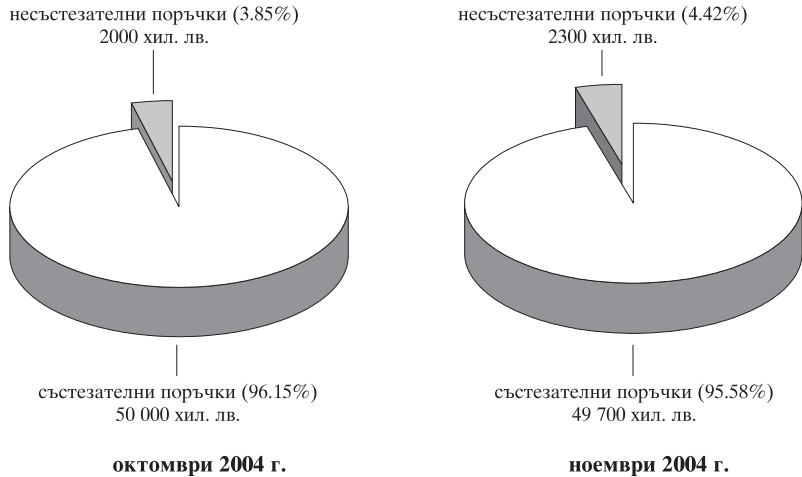 несъстезателни поръчки (3.85%)
2000 хил. лв.
състезателни поръчки (96.15%)
50 000 хил. лв.
октомври 2004 г.
несъстезателни поръчки (4.42%)
2300 хил. лв.
състезателни поръчки (95.58%)
49 700 хил. лв.
ноември 2004 г.